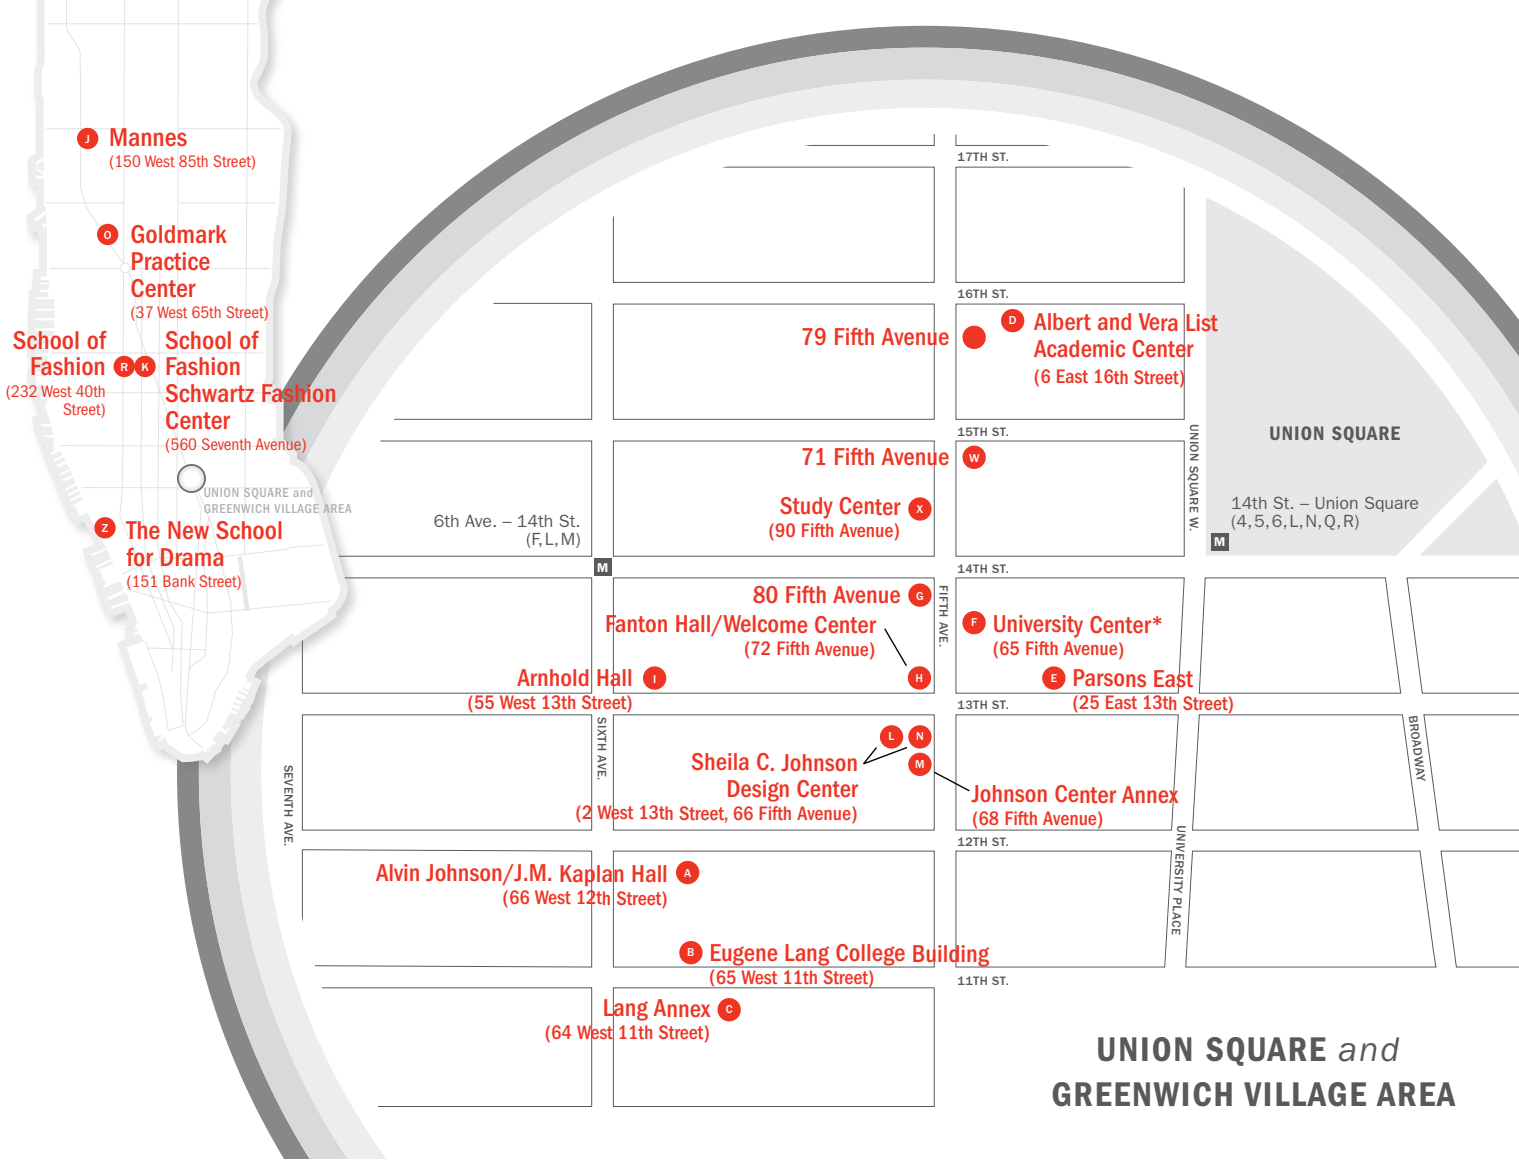 J Mannes
(150 West 85th Street)
O Goldmark
Practice
Center
(37 West 65th Street)
School of
Fashion R
(232 West 40th
Street)
School of
K Fashion
Schwartz Fashion
Center
(560 Seventh Avenue)
UNION SQUARE and
GREENWICH VILLAGE AREA
Z The New School
for Drama
(151 Bank Street)
17TH ST.
16TH ST.
79 Fifth Avenue
D Albert and Vera List
Academic Center
(6 East 16th Street)
15TH ST.
71 Fifth Avenue W
UNION SQUARE W.
UNION SQUARE
Study Center X
(90 Fifth Avenue)
6th Ave. – 14th St.
(F,L,M)
M
14th St. – Union Square
(4,5,6,L,N,Q,R)
M
14TH ST.
80 Fifth Avenue G
FIFTH AVE.
Fanton Hall/Welcome Center
(72 Fifth Avenue)
H
F University Center*
(65 Fifth Avenue)
Arnhold Hall I
(55 West 13th Street)
E Parsons East
(25 East 13th Street)
13TH ST.
SEVENTH AVE.
SIXTH AVE.
BROADWAY
L N
M
Sheila C. Johnson
Design Center
(2 West 13th Street, 66 Fifth Avenue)
Johnson Center Annex
(68 Fifth Avenue)
12TH ST.
UNIVERSITY PLACE
Alvin Johnson/J.M. Kaplan Hall A
(66 West 12th Street)
B Eugene Lang College Building
(65 West 11th Street)
11TH ST.
Lang Annex C
(64 West 11th Street)
UNION SQUARE and
GREENWICH VILLAGE AREA